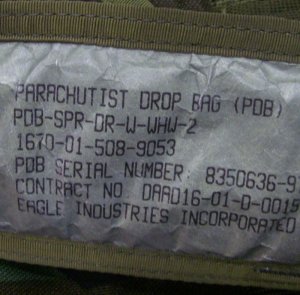 PARACHUTIST DROP BAG (PDB)
PDB-SPR-DR-W-WHW-2
1670-01-508-9053
PDB SERIAL NUMBER: 8350636-9
CONTRACT NO DAAD16-01-D-0015
EAGLE INDUSTRIES INCORPORATED